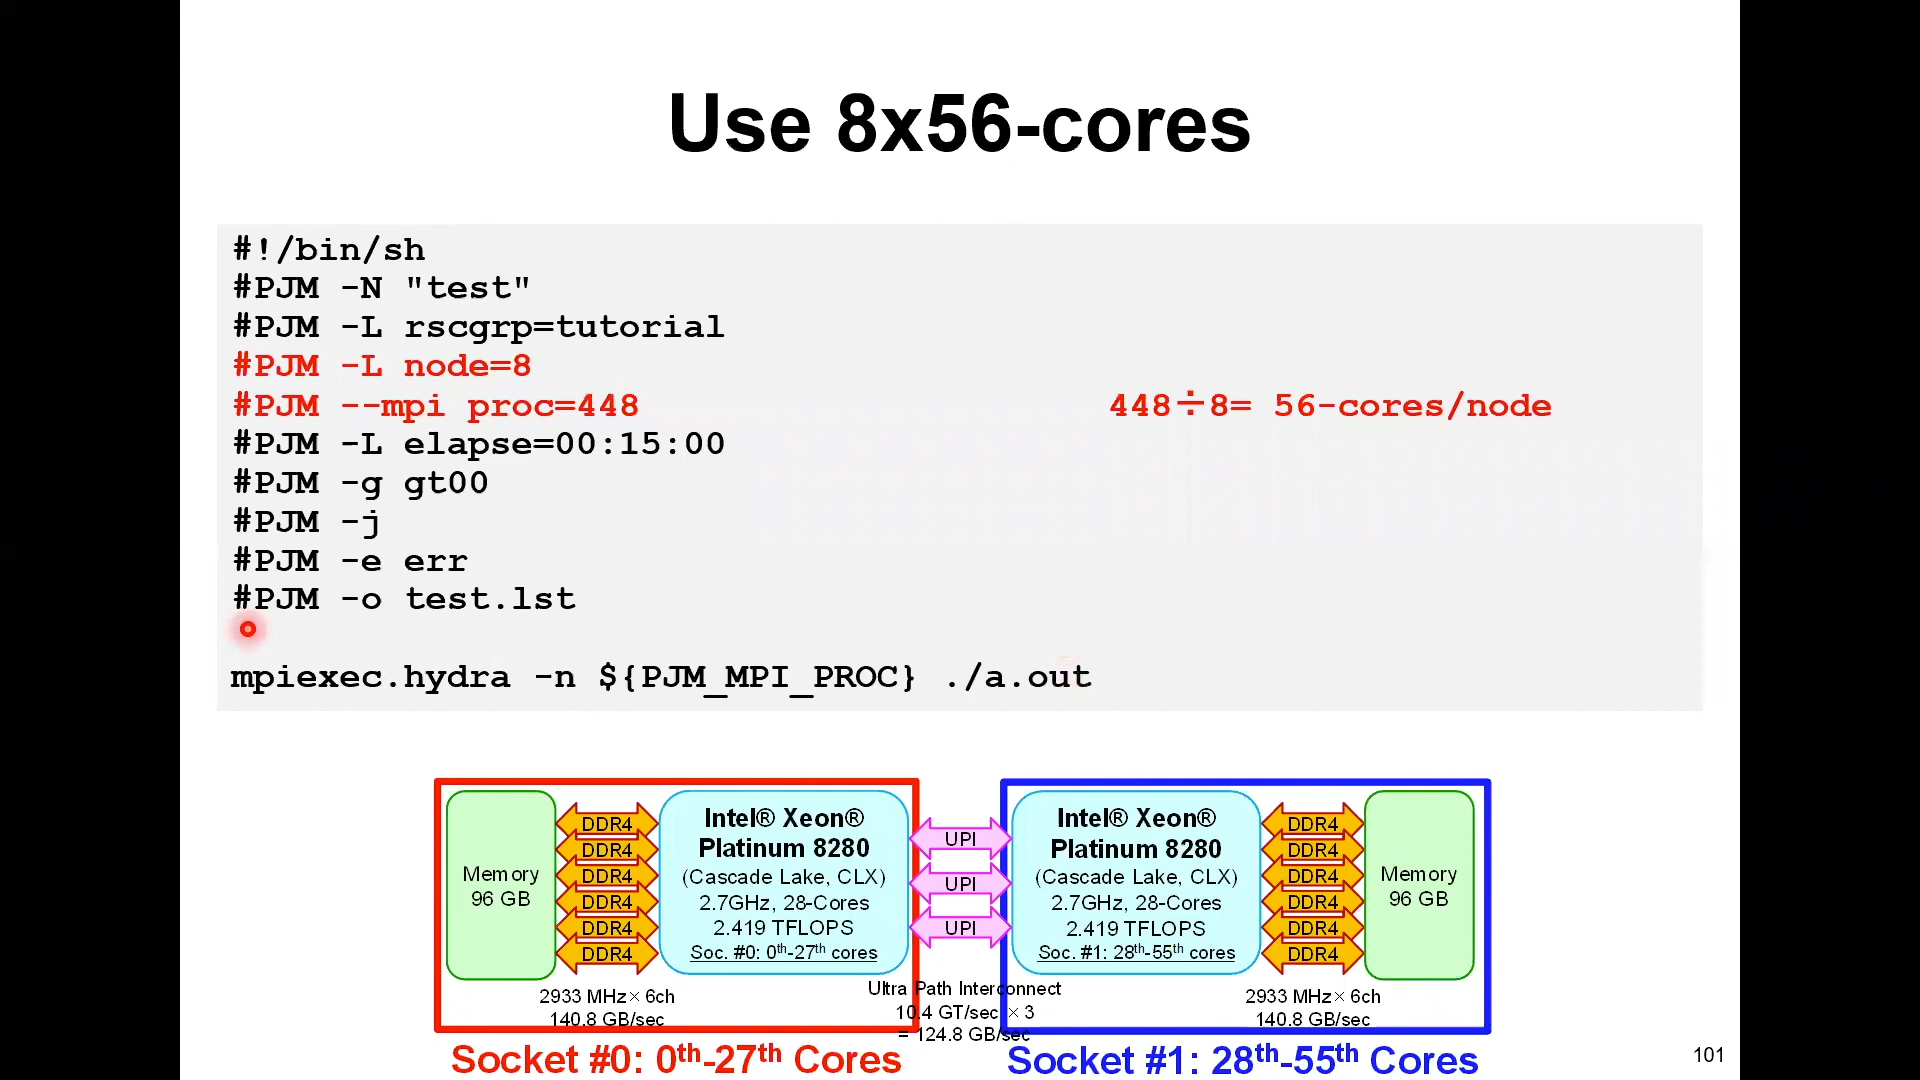 Use 8x56-cores
#!/bin/sh
#PJM -N "test"
#PJM -L rscgrp=tutorial
#PJM -L node=8
#PJM --mpi proc=448 448÷8= 56-cores/node
#PJM -L elapse=00:15:00
#PJM -g gt00
#PJM -j
#PJM -e err
#PJM -o test.lst
mpiexec.hydra -n ${PJM_MPI_PROC} ./a.out
Memory
96 GB
DDR4
DDR4
DDR4
DDR4
DDR4
DDR4
2933 MHz× 6ch
140.8 GB/sec
Intel® Xeon®
Platinum 8280
(Cascade Lake, CLX)
2.7GHz, 28-Cores
2.419 TFLOPS
Soc. #0: 0th-27th cores
UPI
UPI
UPI
Ultra Path Interconnect
10.4 GT/sec × 3
= 124.8 GB/sec
Intel® Xeon®
Platinum 8280
(Cascade Lake, CLX)
2.7GHz, 28-Cores
2.419 TFLOPS
Soc. #1: 28th-55th cores
DDR4
DDR4
DDR4
DDR4
DDR4
DDR4
2933 MHz× 6ch
140.8 GB/sec
Memory
96 GB
Socket #0: 0th-27th Cores
Socket #1: 28th-55th Cores
101